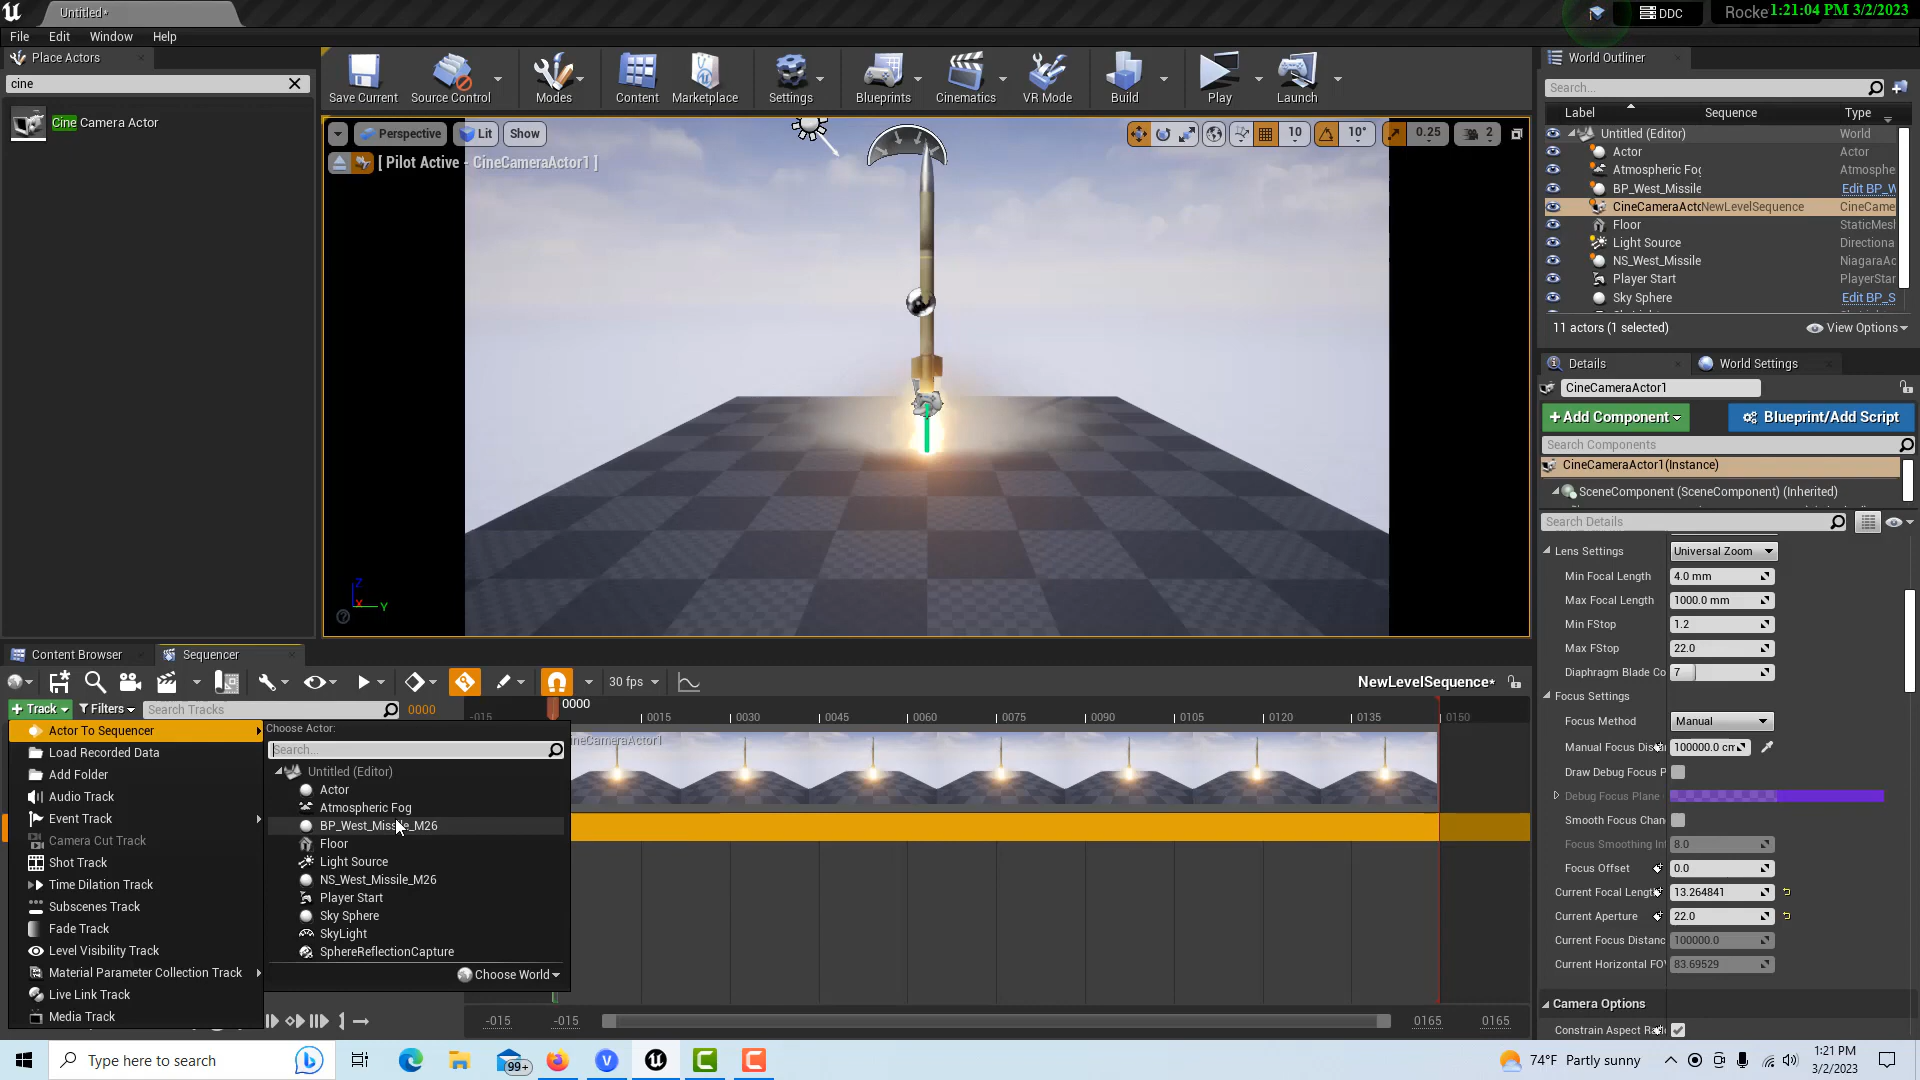 Untitled*
DDC
Rocke
1:21:04 PM 3/2/2023
File Edit Window Help
Place Actors
cine
Cine Camera Actor
Save Current
Source Control
Modes
Content
Marketplace
Settings
Blueprints
Cinematics
VR Mode
Build
Play
Launch
Perspective
Lit
Show
10
10°
0.25
2
[ Pilot Active - CineCameraActor1 ]
Z
X
Y
World Outliner
Search...
Label Sequence Type
Untitled (Editor) World
Actor Actor
Atmospheric Fog Atmosphe
BP_West_Missile Edit BP_W
CineCameraActo NewLevelSequence CineCame
Floor StaticMesh
Light Source Directiona
NS_West_Missile NiagaraAc
Player Start PlayerStar
Sky Sphere Edit BP_S
11 actors (1 selected)
View Options
Details
World Settings
CineCameraActor1
+ Add Component
Blueprint/Add Script
Search Components
CineCameraActor1(Instance)
SceneComponent (SceneComponent) (Inherited)
Search Details
Lens Settings Universal Zoom
Min Focal Length 4.0 mm
Max Focal Length 1000.0 mm
Min FStop 1.2
Max FStop 22.0
Diaphragm Blade Co 7
Focus Settings
Focus Method Manual
Manual Focus Dista 100000.0 cm
Draw Debug Focus P
Debug Focus Plane
Smooth Focus Chan
Focus Smoothing Int 8.0
Focus Offset 0.0
Current Focal Length 13.264841
Current Aperture 22.0
Current Focus Distanc 100000.0
Current Horizontal FOV 83.69529
Camera Options
Constrain Aspect Rati
Content Browser
Sequencer
30 fps
NewLevelSequence*
+ Track
Filters
Search Tracks
0000
-015
0000
0015
0030
0045
0060
0075
0090
0105
0120
0135
0150
neCameraActor1
Actor To Sequencer
Load Recorded Data
Add Folder
Audio Track
Event Track
Camera Cut Track
Shot Track
Time Dilation Track
Subscenes Track
Fade Track
Level Visibility Track
Material Parameter Collection Track
Live Link Track
Media Track
Choose Actor:
Search...
Untitled (Editor)
Actor
Atmospheric Fog
BP_West_Missile_M26
Floor
Light Source
NS_West_Missile_M26
Player Start
Sky Sphere
SkyLight
SphereReflectionCapture
Choose World
-015
-015
0165
0165
Type here to search
99+
74°F Partly sunny
1:21 PM
3/2/2023